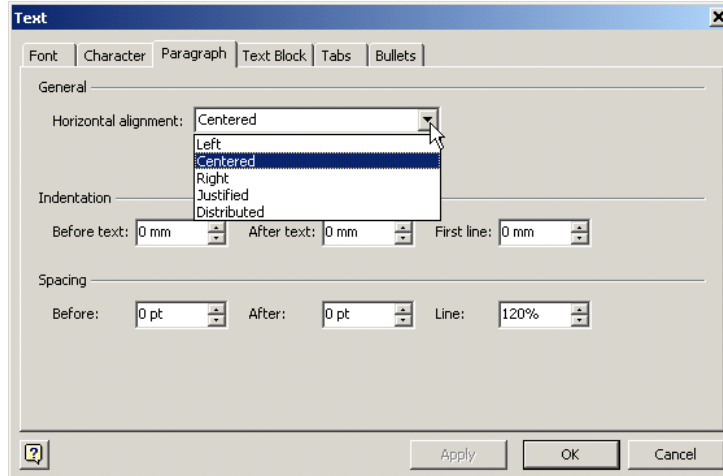 Text
Font Character Paragraph Text Block Tabs Bullets
General
Horizontal alignment: Centered
Left
Centered
Right
Justified
Distributed
Indentation
Before text: 0 mm After text: 0 mm First line: 0 mm
Spacing
Before: 0 pt After: 0 pt Line: 120%
Apply OK Cancel